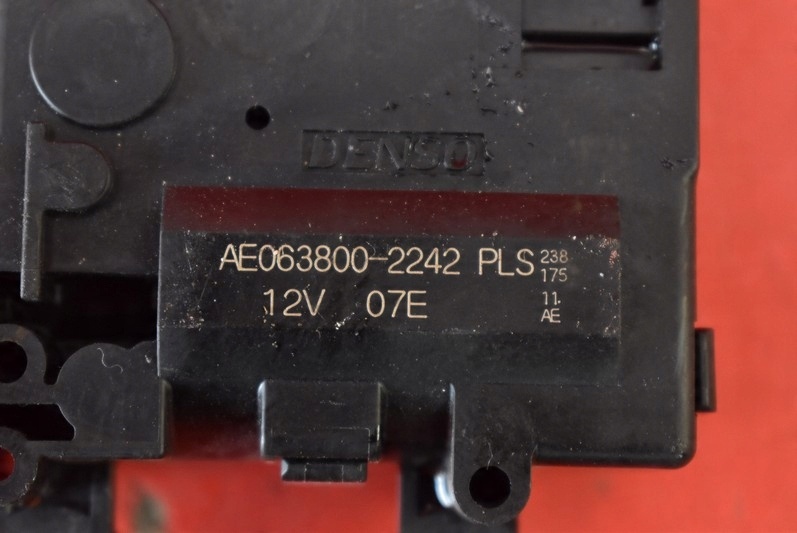 DENSO
AE063800-2242 PLS 238
175
12V 07E 11.
AE